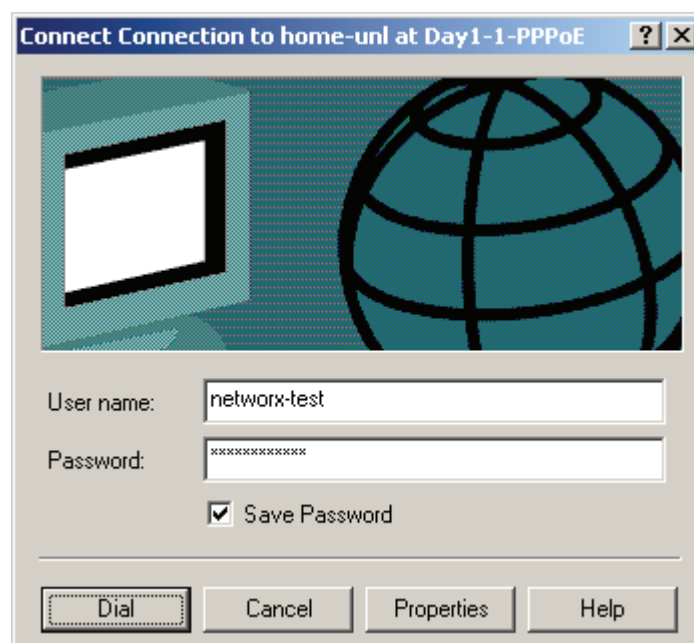 Connect Connection to home-unl at Day1-1-PPPoE
User name: networx-test
Password: xxxxxxxxxxxx
Save Password
Dial Cancel Properties Help